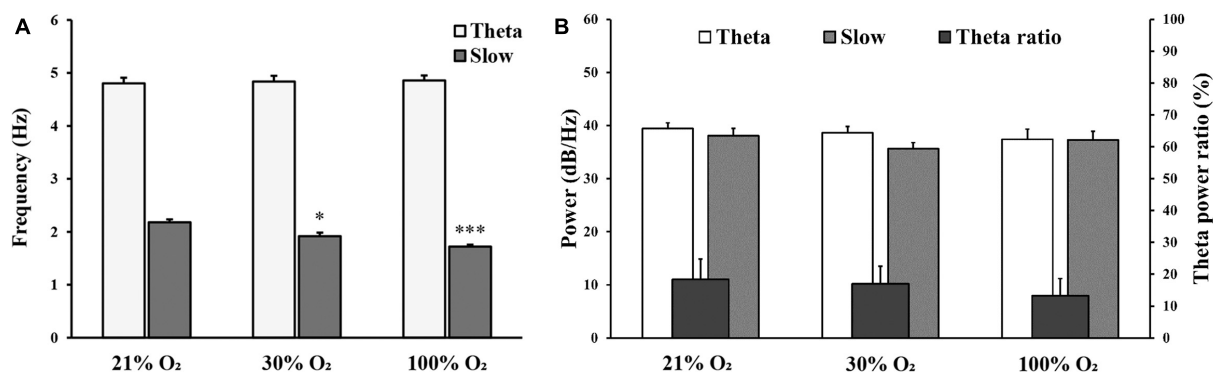 A
Frequency (Hz)
6
5
4
3
2
1
0
Theta
Slow
*
***
21% O₂
30% O₂
100% O₂
B
Power (dB/Hz)
60
50
40
30
20
10
0
Theta
Slow
Theta ratio
100
90
80
70
60
50
40
30
20
10
0
Theta power ratio (%)
21% O₂
30% O₂
100% O₂